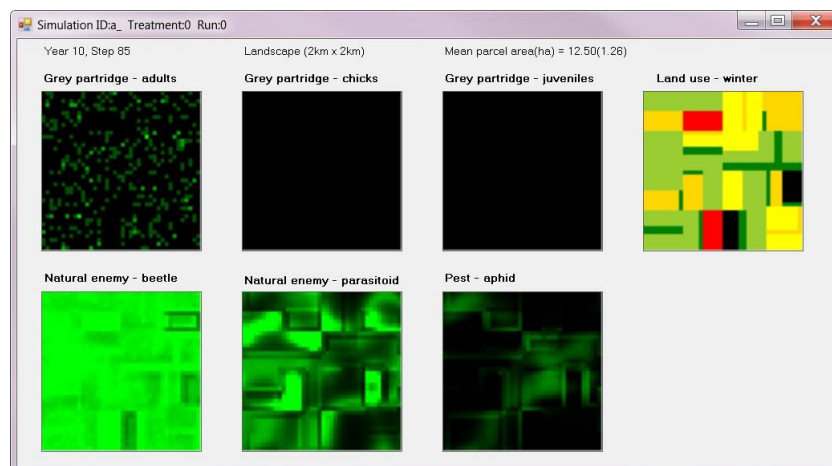 Simulation ID:a_ Treatment:0 Run:0
Year 10, Step 85 Landscape (2km x 2km) Mean parcel area(ha) = 12.50(1.26)
Grey partridge - adults Grey partridge - chicks Grey partridge - juveniles Land use - winter
Natural enemy - beetle Natural enemy - parasitoid Pest - aphid